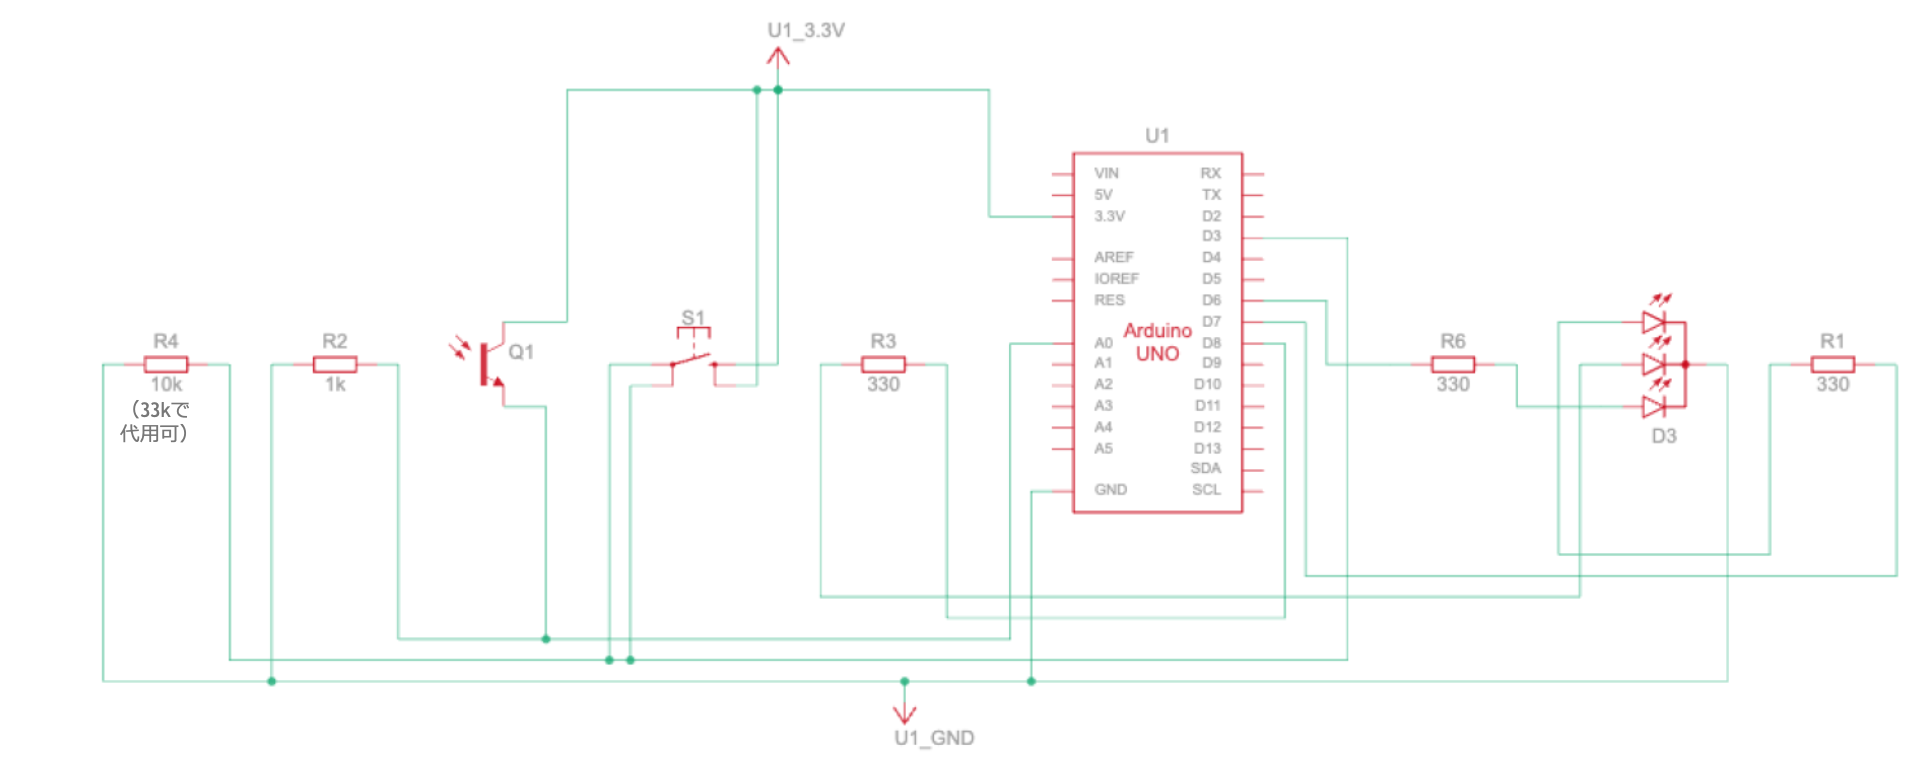 U1_3.3V
U1
VIN
5V
3.3V
AREF
IOREF
RES
A0
A1
A2
A3
A4
A5
GND
RX
TX
D2
D3
D4
D5
D6
D7
D8
D9
D10
D11
D12
D13
SDA
SCL
Arduino
UNO
R4
10k
（33kで
代用可）
R2
1k
Q1
S1
R3
330
R6
330
D3
R1
330
U1_GND